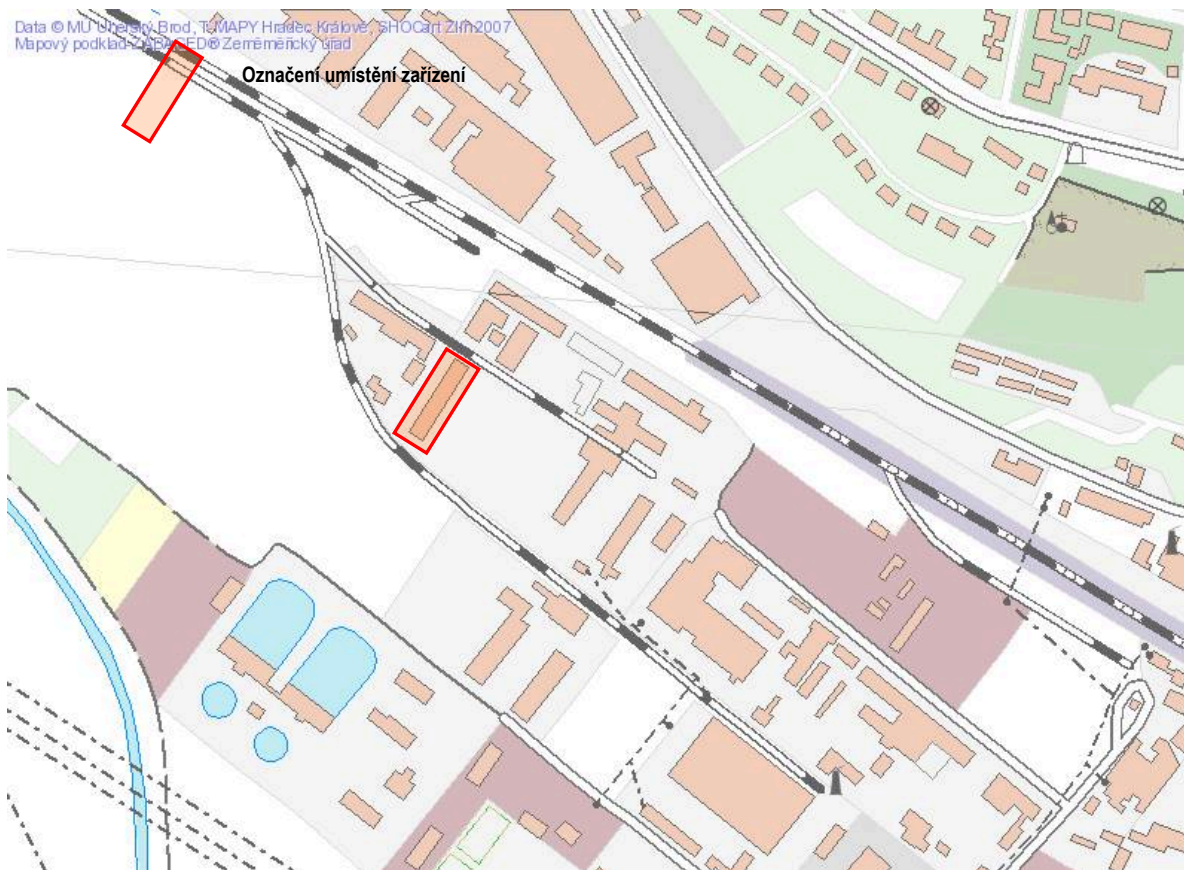 Data © MÚ Uherský Brod, T-MAPY Hradec Králové, SHOCart Zlín 2007
Mapový podklad ZABAGED® Zeměměřický úřad
Označení umístění zařízení